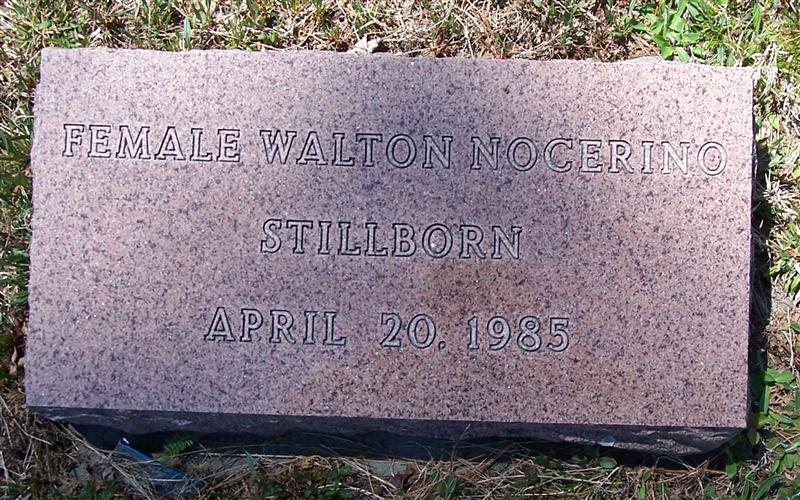 FEMALE WALTON NOCERINO
STILLBORN
APRIL 20, 1985